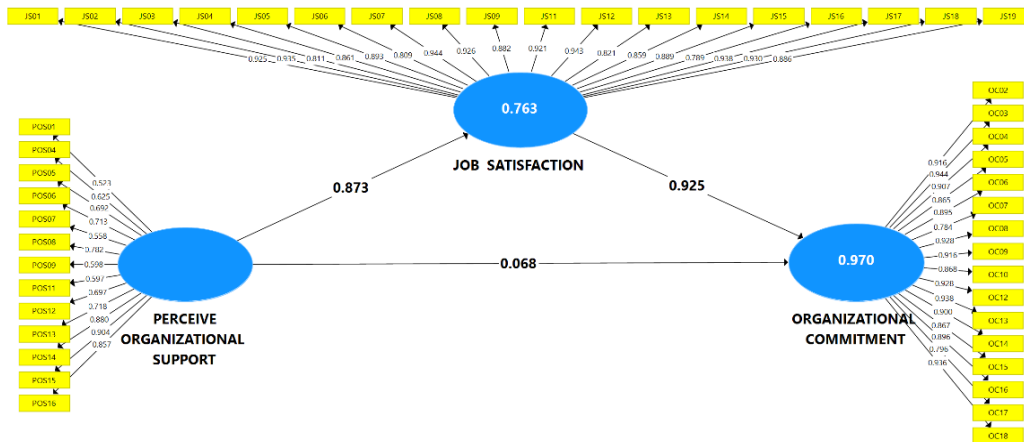 JS01 JS02 JS03 JS04 JS05 JS06 JS07 JS08 JS09 JS11 JS12 JS13 JS14 JS15 JS16 JS17 JS18 JS19
0.925 0.935 0.811 0.861 0.893 0.809 0.944 0.926 0.882 0.921 0.943 0.821 0.859 0.889 0.789 0.938 0.930 0.886
0.763
JOB SATISFACTION
POS01
POS04
POS05
POS06
POS07
POS08
POS09
POS11
POS12
POS13
POS14
POS15
POS16
0.523
0.625
0.692
0.713
0.558
0.782
0.598
0.597
0.697
0.718
0.880
0.904
0.857
PERCEIVE
ORGANIZATIONAL
SUPPORT
0.873
0.925
0.068
0.970
ORGANIZATIONAL
COMMITMENT
0.916
0.944
0.907
0.865
0.895
0.784
0.928
0.916
0.868
0.928
0.938
0.900
0.867
0.896
0.796
0.936
OC02
OC03
OC04
OC05
OC06
OC07
OC08
OC09
OC10
OC12
OC13
OC14
OC15
OC16
OC17
OC18